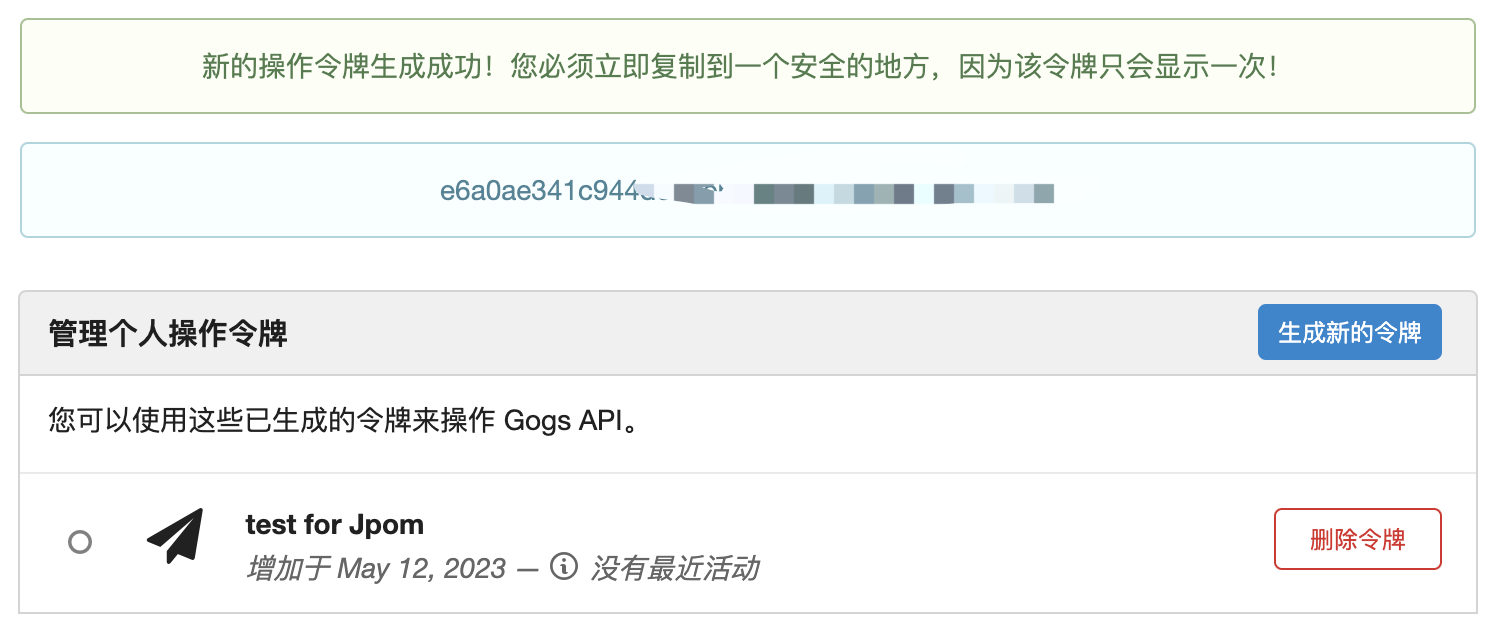 新的操作令牌生成成功！您必须立即复制到一个安全的地方，因为该令牌只会显示一次！
e6a0ae341c944
管理个人操作令牌
生成新的令牌
您可以使用这些已生成的令牌来操作 Gogs API。
test for Jpom
增加于 May 12, 2023 — 没有最近活动
删除令牌